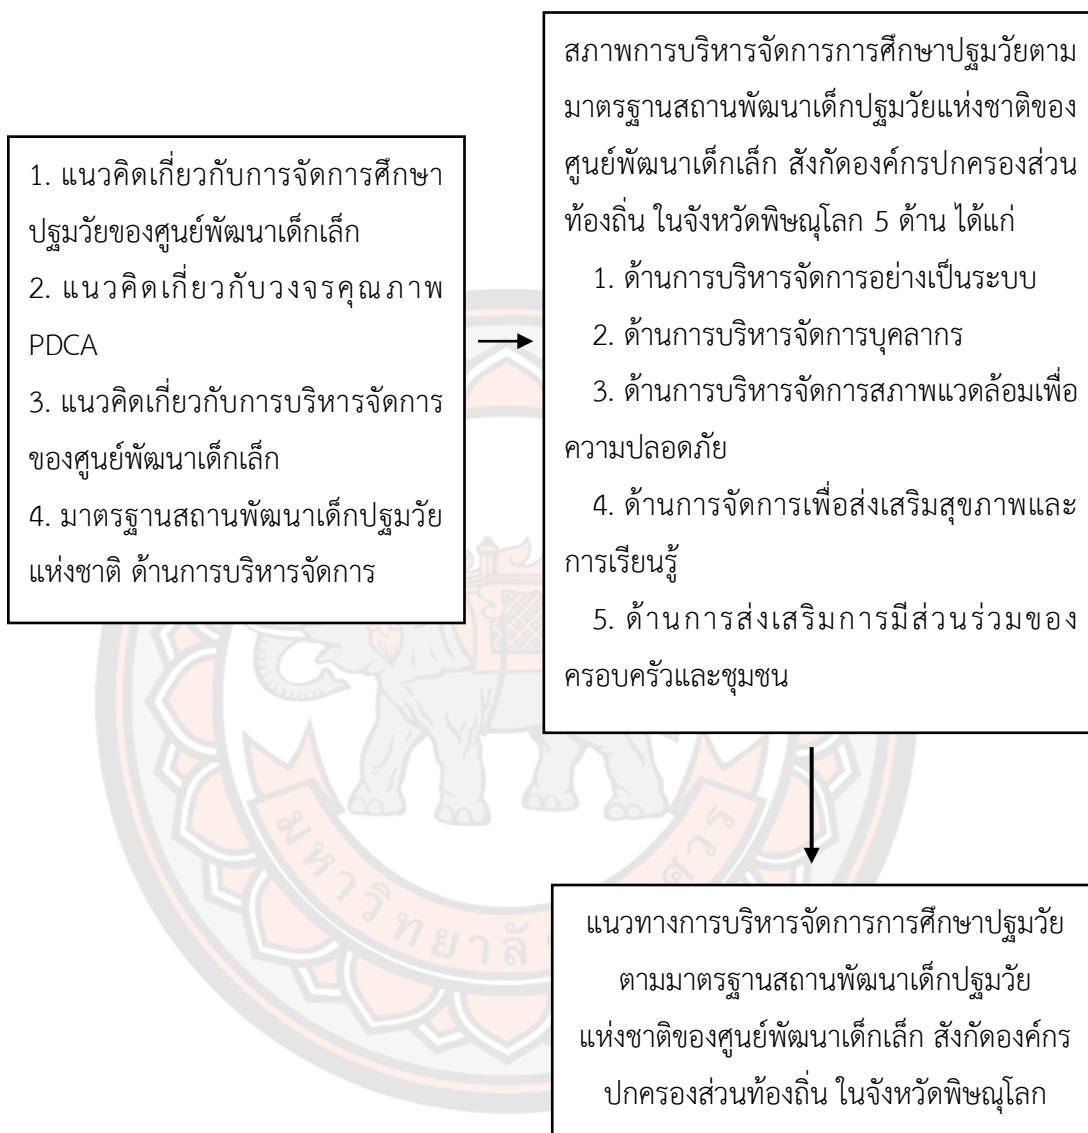 1. แนวคิดเกี่ยวกับการจัดการศึกษา
ปฐมวัยของศูนย์พัฒนาเด็กเล็ก
2. แนวคิดเกี่ยวกับวงจรคุณภาพ
PDCA
3. แนวคิดเกี่ยวกับการบริหารจัดการ
ของศูนย์พัฒนาเด็กเล็ก
4. มาตรฐานสถานพัฒนาเด็กปฐมวัย
แห่งชาติ ด้านการบริหารจัดการ
สภาพการบริหารจัดการการศึกษาปฐมวัยตาม
มาตรฐานสถานพัฒนาเด็กปฐมวัยแห่งชาติของ
ศูนย์พัฒนาเด็กเล็ก สังกัดองค์กรปกครองส่วน
ท้องถิ่น ในจังหวัดพิษณุโลก 5 ด้าน ได้แก่
1. ด้านการบริหารจัดการอย่างเป็นระบบ
2. ด้านการบริหารจัดการบุคลากร
3. ด้านการบริหารจัดการสภาพแวดล้อมเพื่อ
ความปลอดภัย
4. ด้านการจัดการเพื่อส่งเสริมสุขภาพและ
การเรียนรู้
5. ด้านการส่งเสริมการมีส่วนร่วมของ
ครอบครัวและชุมชน
แนวทางการบริหารจัดการการศึกษาปฐมวัย
ตามมาตรฐานสถานพัฒนาเด็กปฐมวัย
แห่งชาติของศูนย์พัฒนาเด็กเล็ก สังกัดองค์กร
ปกครองส่วนท้องถิ่น ในจังหวัดพิษณุโลก